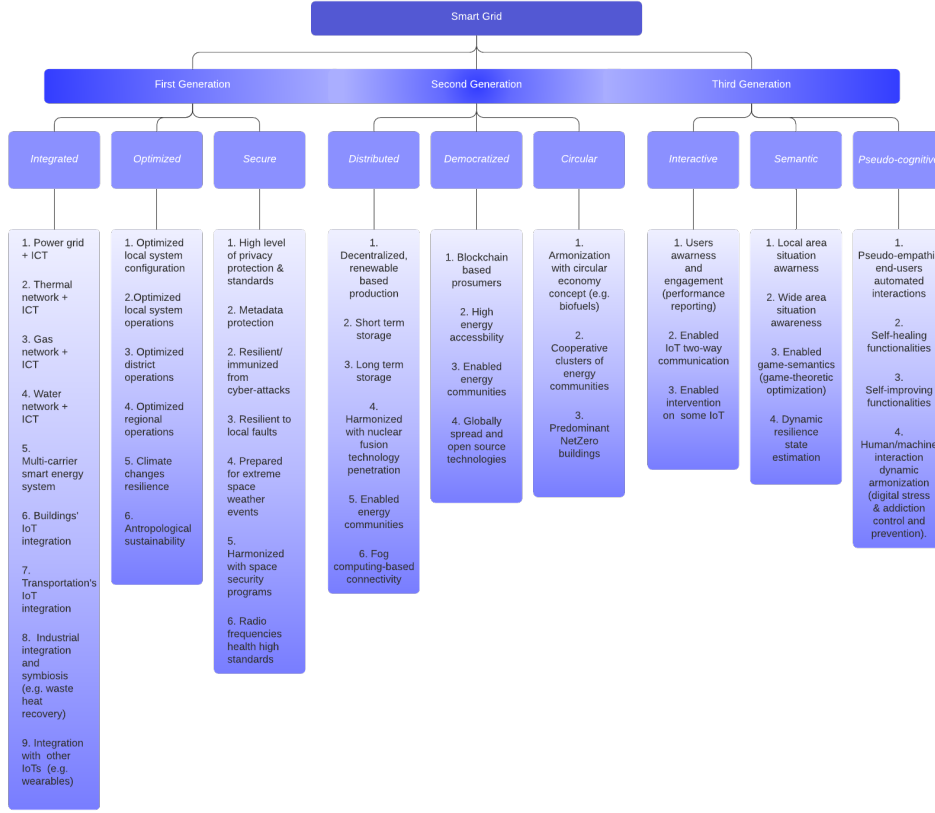 Smart Grid
First Generation
Second Generation
Third Generation
Integrated
Optimized
Secure
Distributed
Democratized
Circular
Interactive
Semantic
Pseudo-cognitive
1. Power grid
+ ICT
2. Thermal
network +
ICT
3. Gas
network +
ICT
4. Water
network +
ICT
5.
Multi-carrier
smart energy
system
6. Buildings'
IoT
integration
7.
Transportation's
IoT
integration
8. Industrial
integration
and
symbiosis
(e.g. waste
heat
recovery)
9. Integration
with other
IoTs (e.g.
wearables)
1. Optimized
local system
configuration
2.Optimized
local system
operations
3. Optimized
district
operations
4. Optimized
regional
operations
5. Climate
changes
resilience
6.
Antropological
sustainability
1. High level
of privacy
protection &
standards
2. Metadata
protection
2. Resilient/
immunized
from
cyber-attacks
3. Resilient to
local faults
4. Prepared
for extreme
space
weather
events
5.
Harmonized
with space
security
programs
6. Radio
frequencies
health high
standards
1.
Decentralized,
renewable
based
production
2. Short term
storage
3. Long term
storage
4.
Harmonized
with nuclear
fusion
technology
penetration
5. Enabled
energy
communities
6. Fog
computing-based
connectivity
1. Blockchain
based
prosumers
2. High
energy
accessbility
3. Enabled
energy
communities
4. Globally
spread and
open source
technologies
1.
Armonization
with circular
economy
concept (e.g.
biofuels)
2.
Cooperative
clusters of
energy
communities
3.
Predominant
NetZero
buildings
1. Users
awarness
and
engagement
(performance
reporting)
2. Enabled
IoT two-way
communication
3. Enabled
intervention
on some IoT
1. Local area
situation
awarness
2. Wide area
situation
awareness
3. Enabled
game-semantics
(game-theoretic
optimization)
4. Dynamic
resilience
state
estimation
1.
Pseudo-empathi
end-users
automated
interactions
2.
Self-healing
functionalities
3.
Self-improving
functionalities
4.
Human/machine
interaction
dynamic
armonization
(digital stress
& addiction
control and
prevention).